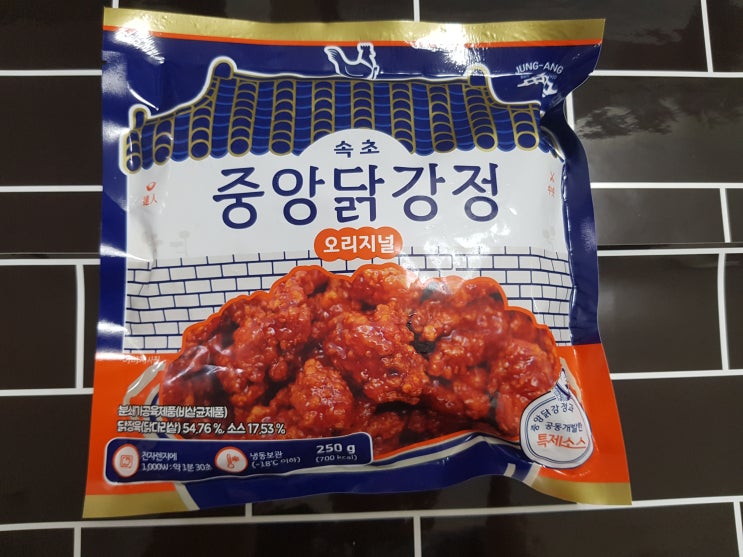 JUNG-ANG
속초
중앙닭강정
達人
오리지널
분쇄가공육제품(비살균제품)
닭정육(닭다리살) 54.76 %, 소스 17.53 %
전자렌지에
1,000W : 약 1분 30초
냉동보관
(-18℃ 이하)
250 g
(700 kcal)
중앙닭강정과
공동개발한
특제소스